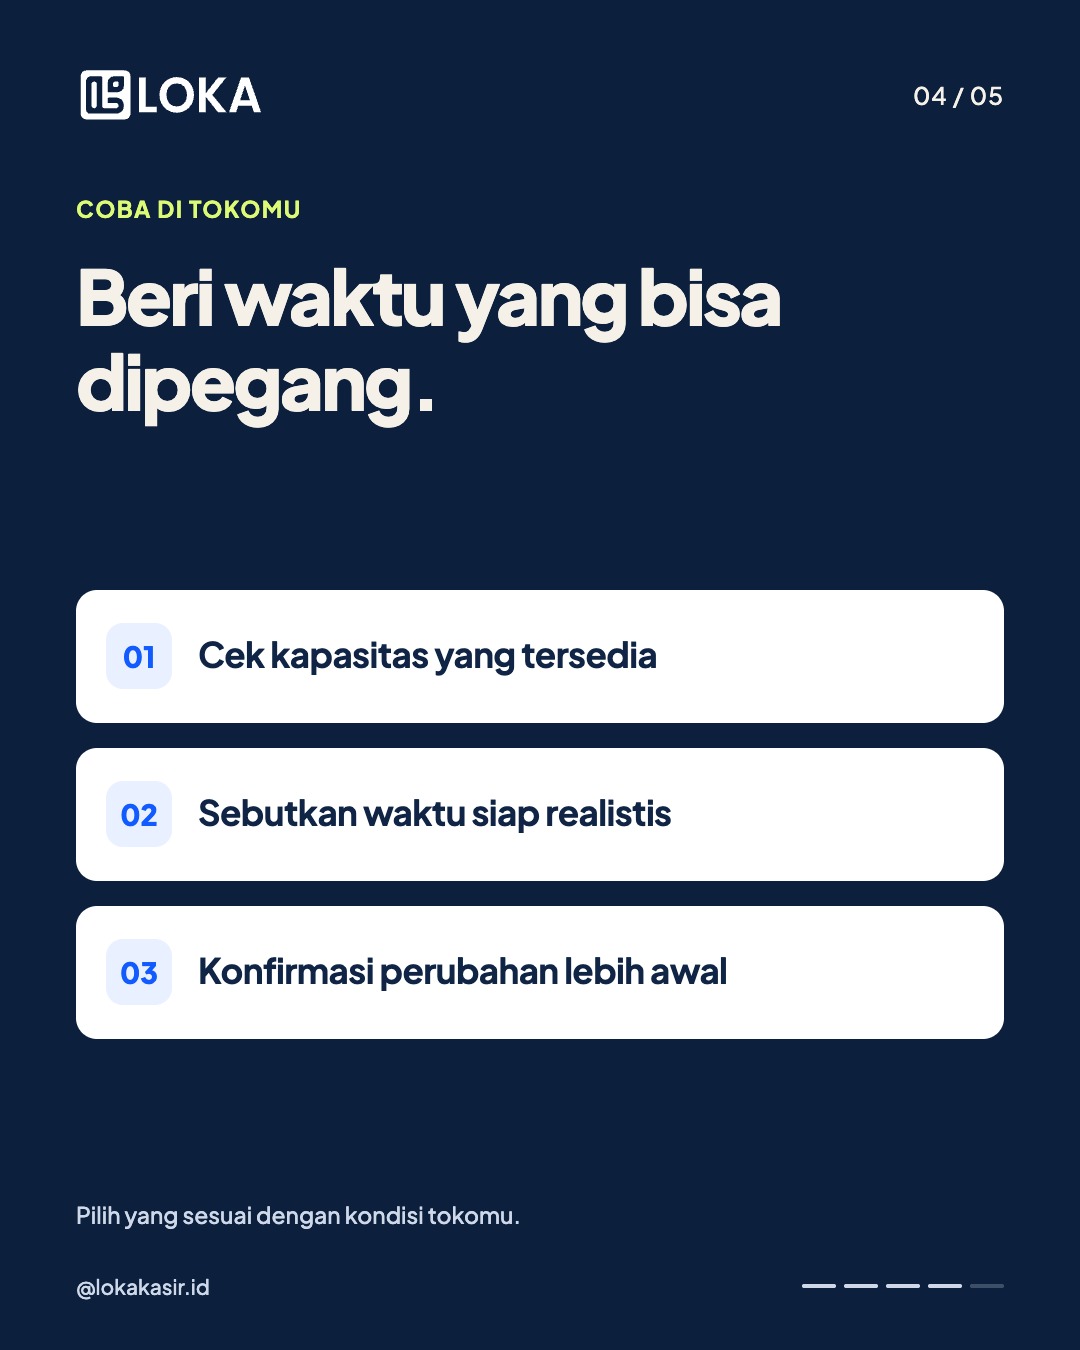 LOKA
04 / 05
COBA DI TOKOMU
Beri waktu yang bisa
dipegang.
01 Cek kapasitas yang tersedia
02 Sebutkan waktu siap realistis
03 Konfirmasi perubahan lebih awal
Pilih yang sesuai dengan kondisi tokomu.
@lokakasir.id